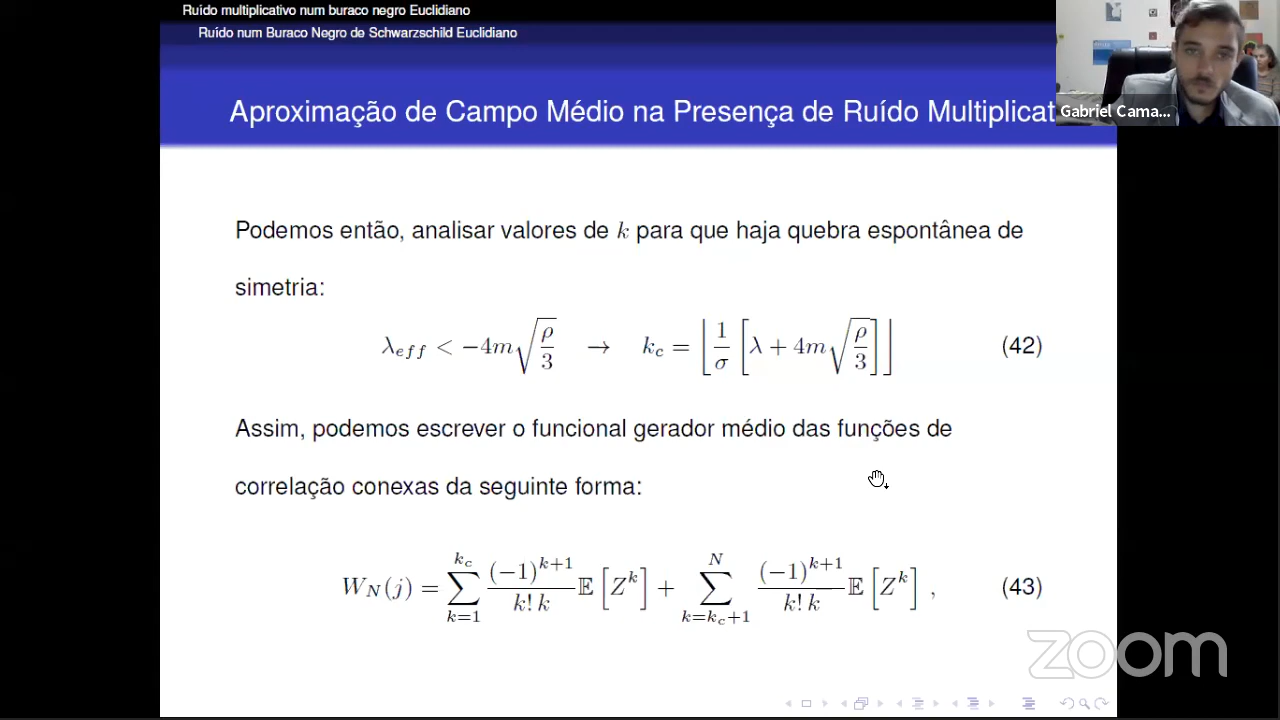 Ruído multiplicativo num buraco negro Euclidiano
Ruído num Buraco Negro de Schwarzschild Euclidiano
Aproximação de Campo Médio na Presença de Ruído Multiplicat
Gabriel Cama...
Podemos então, analisar valores de k para que haja quebra espontânea de
simetria:
λ_{eff} < −4m√(ρ/3) → k_c = ⌊ 1/σ [ λ + 4m√(ρ/3) ] ⌋ (42)
Assim, podemos escrever o funcional gerador médio das funções de
correlação conexas da seguinte forma:
W_N(j) = ∑_{k=1}^{k_c} (−1)^{k+1}/(k! k) 𝔼[Z^k] + ∑_{k=k_c+1}^{N} (−1)^{k+1}/(k! k) 𝔼[Z^k] , (43)
zoom